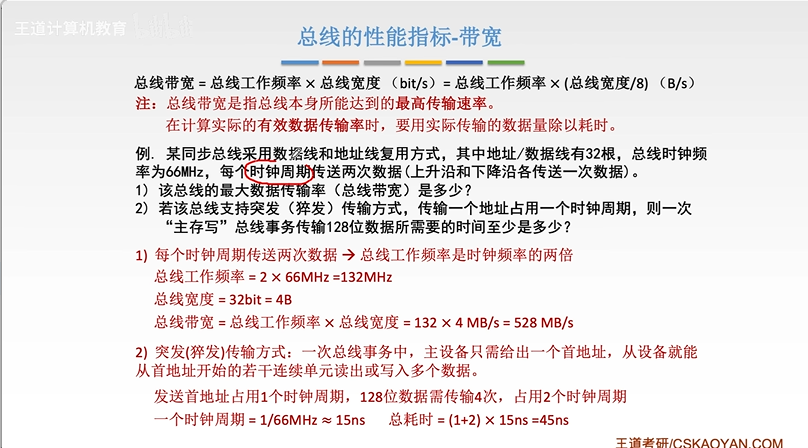 王道计算机教育
总线的性能指标-带宽
总线带宽 = 总线工作频率 × 总线宽度 （bit/s）= 总线工作频率 × (总线宽度/8) （B/s）
注：总线带宽是指总线本身所能达到的最高传输速率。
在计算实际的有效数据传输率时，要用实际传输的数据量除以耗时。
例. 某同步总线采用数据线和地址线复用方式，其中地址/数据线有32根，总线时钟频
率为66MHz，每个时钟周期传送两次数据(上升沿和下降沿各传送一次数据)。
1) 该总线的最大数据传输率（总线带宽）是多少？
2) 若该总线支持突发（猝发）传输方式，传输一个地址占用一个时钟周期，则一次
“主存写”总线事务传输128位数据所需要的时间至少是多少？
1) 每个时钟周期传送两次数据 → 总线工作频率是时钟频率的两倍
总线工作频率 = 2 × 66MHz =132MHz
总线宽度 = 32bit = 4B
总线带宽 = 总线工作频率 × 总线宽度 = 132 × 4 MB/s = 528 MB/s
2) 突发(猝发)传输方式：一次总线事务中，主设备只需给出一个首地址，从设备就能
从首地址开始的若干连续单元读出或写入多个数据。
发送首地址占用1个时钟周期，128位数据需传输4次，占用2个时钟周期
一个时钟周期 = 1/66MHz ≈ 15ns 总耗时 = (1+2) × 15ns =45ns
王道考研/CSKAOYAN.COM